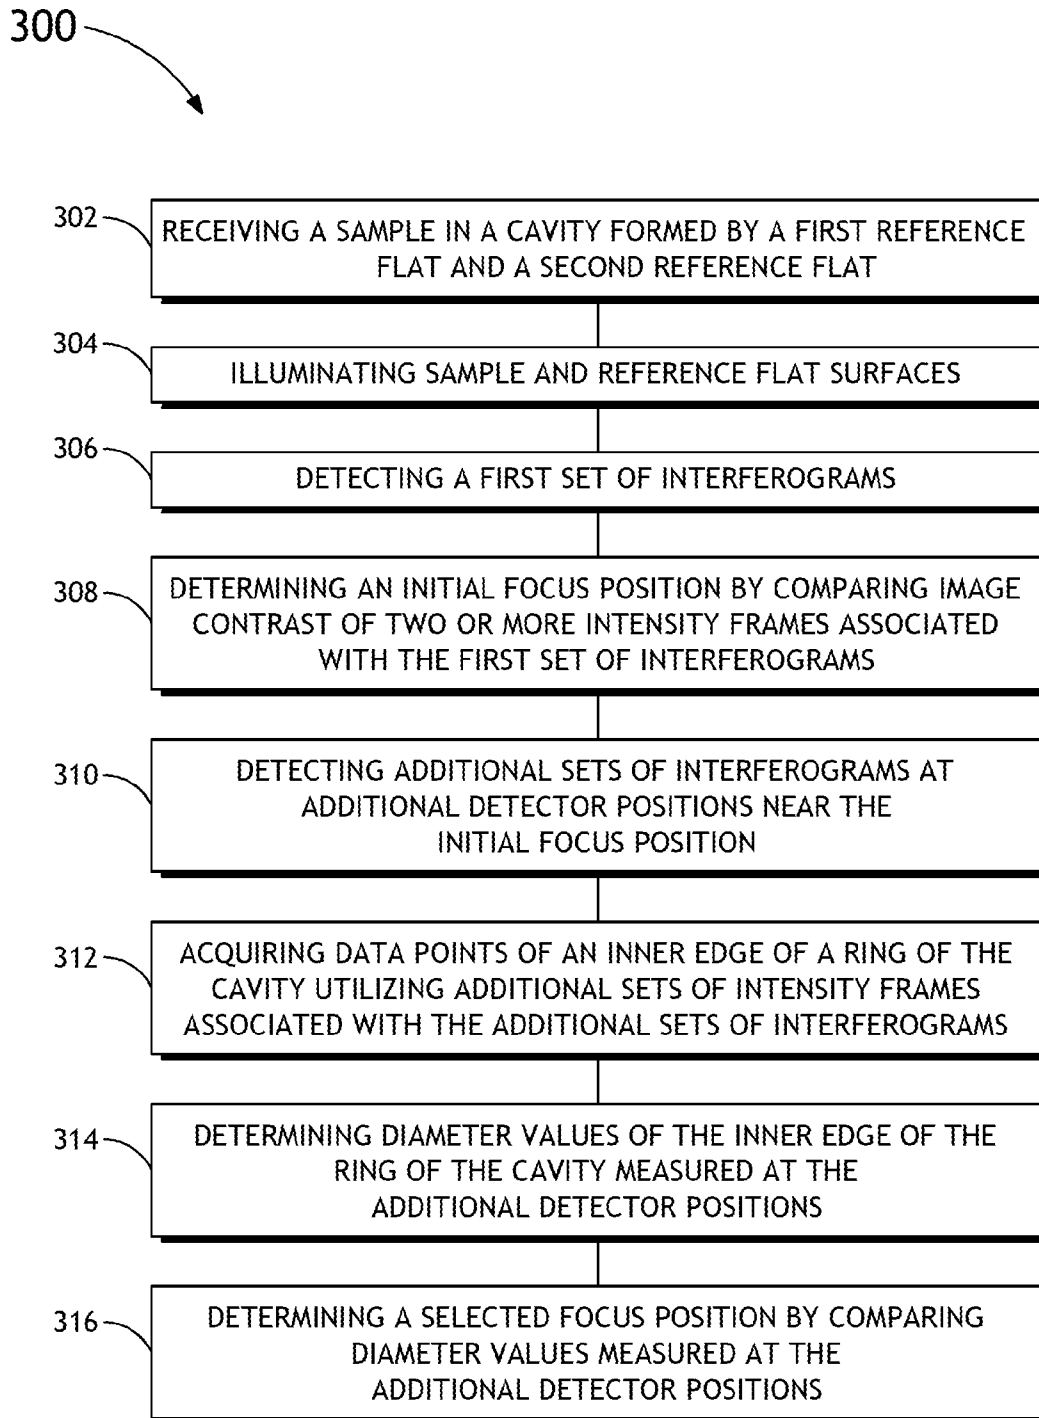 300
302
RECEIVING A SAMPLE IN A CAVITY FORMED BY A FIRST REFERENCE
FLAT AND A SECOND REFERENCE FLAT
304
ILLUMINATING SAMPLE AND REFERENCE FLAT SURFACES
306
DETECTING A FIRST SET OF INTERFEROGRAMS
308
DETERMINING AN INITIAL FOCUS POSITION BY COMPARING IMAGE
CONTRAST OF TWO OR MORE INTENSITY FRAMES ASSOCIATED
WITH THE FIRST SET OF INTERFEROGRAMS
310
DETECTING ADDITIONAL SETS OF INTERFEROGRAMS AT
ADDITIONAL DETECTOR POSITIONS NEAR THE
INITIAL FOCUS POSITION
312
ACQUIRING DATA POINTS OF AN INNER EDGE OF A RING OF THE
CAVITY UTILIZING ADDITIONAL SETS OF INTENSITY FRAMES
ASSOCIATED WITH THE ADDITIONAL SETS OF INTERFEROGRAMS
314
DETERMINING DIAMETER VALUES OF THE INNER EDGE OF THE
RING OF THE CAVITY MEASURED AT THE
ADDITIONAL DETECTOR POSITIONS
316
DETERMINING A SELECTED FOCUS POSITION BY COMPARING
DIAMETER VALUES MEASURED AT THE
ADDITIONAL DETECTOR POSITIONS